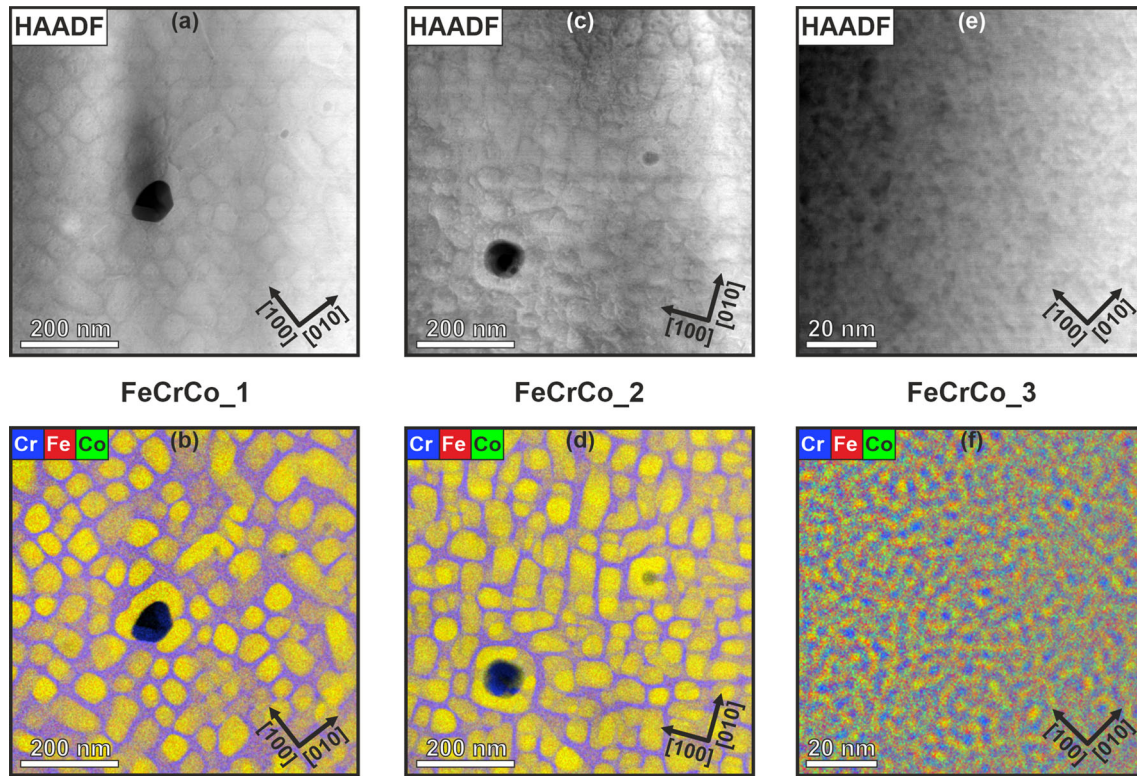 HAADF
(a)
[100]
[010]
200 nm
HAADF
(c)
[100]
[010]
200 nm
HAADF
(e)
[100]
[010]
20 nm
FeCrCo_1
FeCrCo_2
FeCrCo_3
Cr Fe Co
(b)
[100]
[010]
200 nm
Cr Fe Co
(d)
[100]
[010]
200 nm
Cr Fe Co
(f)
[100]
[010]
20 nm